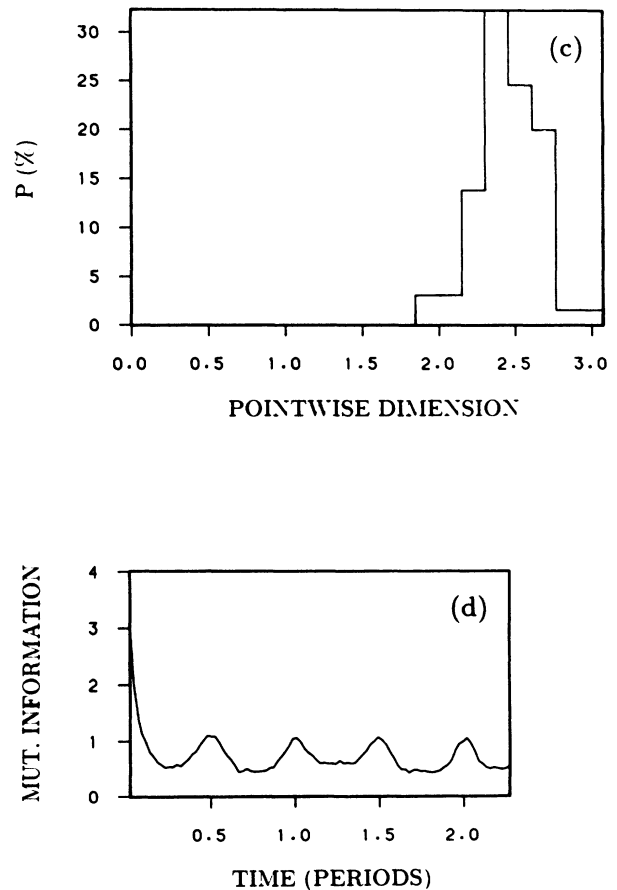 (c)
30
25
20
15
10
5
0
P (%)
0.0 0.5 1.0 1.5 2.0 2.5 3.0
POINTWISE DIMENSION
(d)
4
3
2
1
0
MUT. INFORMATION
0.5 1.0 1.5 2.0
TIME (PERIODS)